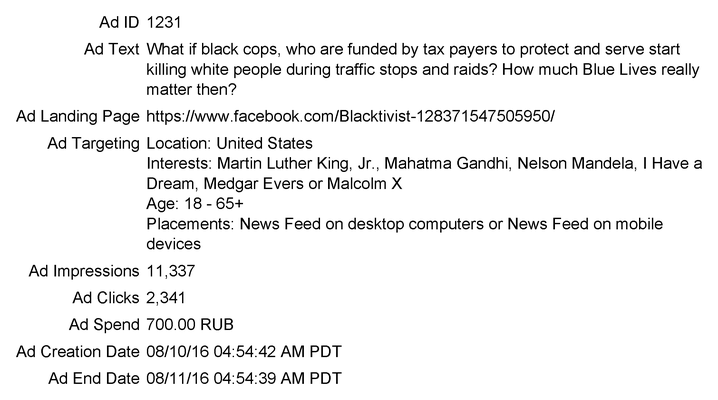 Ad ID 1231
Ad Text What if black cops, who are funded by tax payers to protect and serve start
killing white people during traffic stops and raids? How much Blue Lives really
matter then?
Ad Landing Page https://www.facebook.com/Blacktivist-128371547505950/
Ad Targeting Location: United States
Interests: Martin Luther King, Jr., Mahatma Gandhi, Nelson Mandela, I Have a
Dream, Medgar Evers or Malcolm X
Age: 18 - 65+
Placements: News Feed on desktop computers or News Feed on mobile
devices
Ad Impressions 11,337
Ad Clicks 2,341
Ad Spend 700.00 RUB
Ad Creation Date 08/10/16 04:54:42 AM PDT
Ad End Date 08/11/16 04:54:39 AM PDT